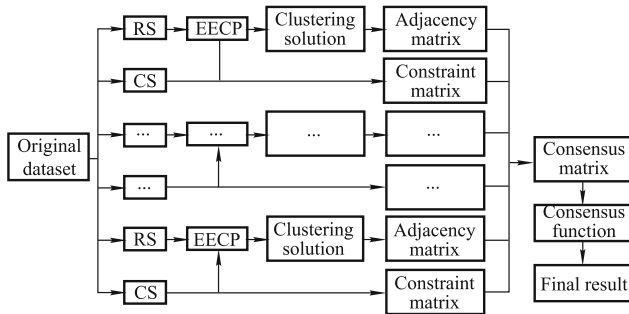 RS
EECP
Clustering
solution
Adjacency
matrix
CS
Constraint
matrix
...
...
...
...
Original
dataset
Consensus
matrix
...
...
Consensus
function
RS
EECP
Clustering
solution
Adjacency
matrix
CS
Constraint
matrix
Final result